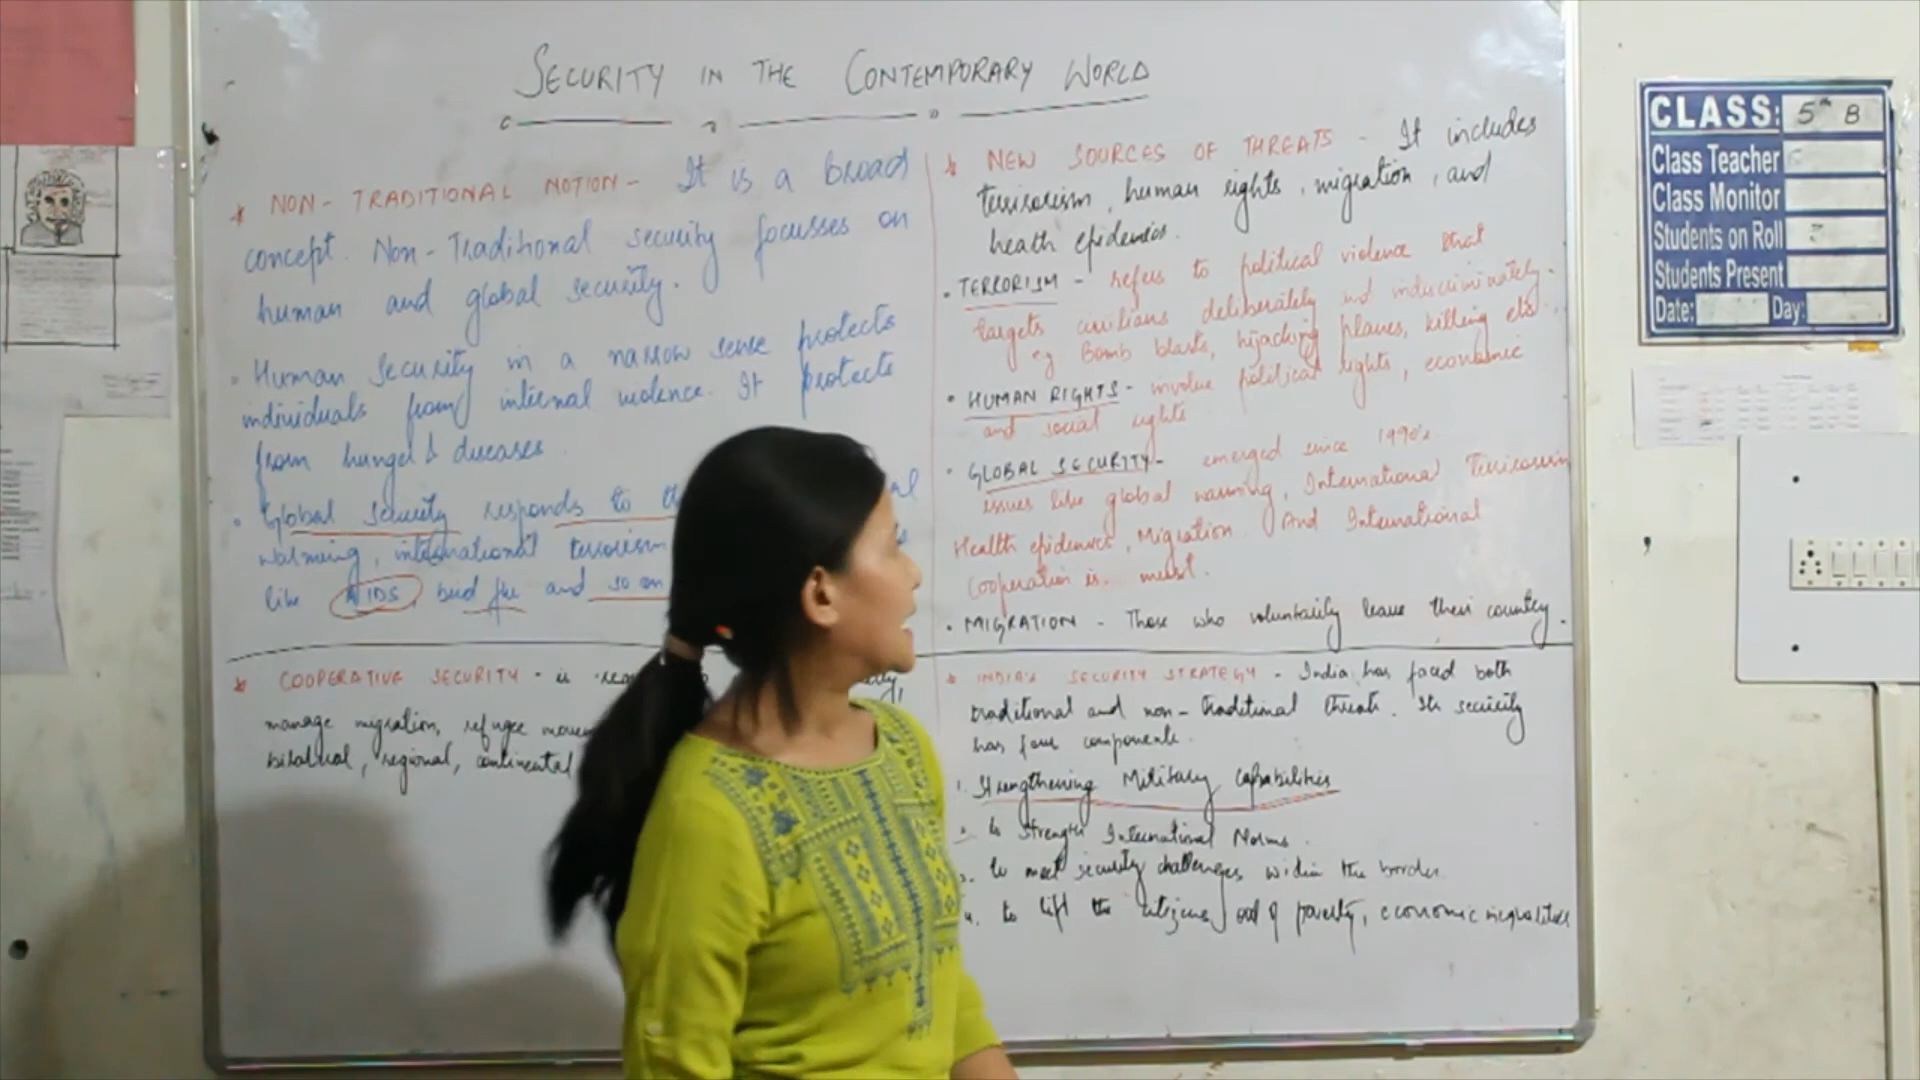 SECURITY IN THE CONTEMPORARY WORLD
* NON-TRADITIONAL NOTION - It is a broad
concept. Non-Traditional security focusses on
human and global security.
• Human Security in a narrow sense protects
individuals from internal violence. It protects
from hunger & diseases
• Global Security responds to
warming, international terrorism
like AIDS, bird flu and so on
* COOPERATIVE SECURITY - is
manage migration, refugee
bilateral, regional, continental
* NEW SOURCES OF THREATS - It includes
terrorism, human rights, migration, and
health epidemics.
• TERRORISM - refers to political violence that
targets civilians deliberately and indiscriminately.
eg Bomb blasts, hijacking planes, killing etc.
• HUMAN RIGHTS - involve political rights, economic
and social rights
• GLOBAL SECURITY - emerged since 1990's
issues like global warming, International Terrorism
Health epidemics, Migration. And International
Cooperation is must.
• MIGRATION - Those who voluntarily leave their country.
* INDIA'S SECURITY STRATEGY - India has faced both
traditional and non-traditional threats. Its security
has four components.
1. Strengthening Military Capabilities
to strength International Norms.
3. to meet security challenges within the border
4. to lift the citizens out of poverty, economic
CLASS: 5th B
Class Teacher
Class Monitor
Students on Roll
Students Present
Date: Day: